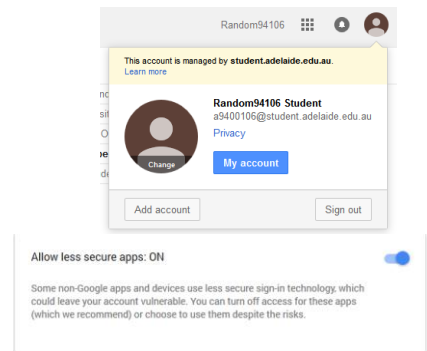 Random94106
This account is managed by student.adelaide.edu.au.
Learn more
Random94106 Student
a9400106@student.adelaide.edu.au
Privacy
Change
My account
Add account
Sign out
Allow less secure apps: ON
Some non-Google apps and devices use less secure sign-in technology, which
could leave your account vulnerable. You can turn off access for these apps
(which we recommend) or choose to use them despite the risks.